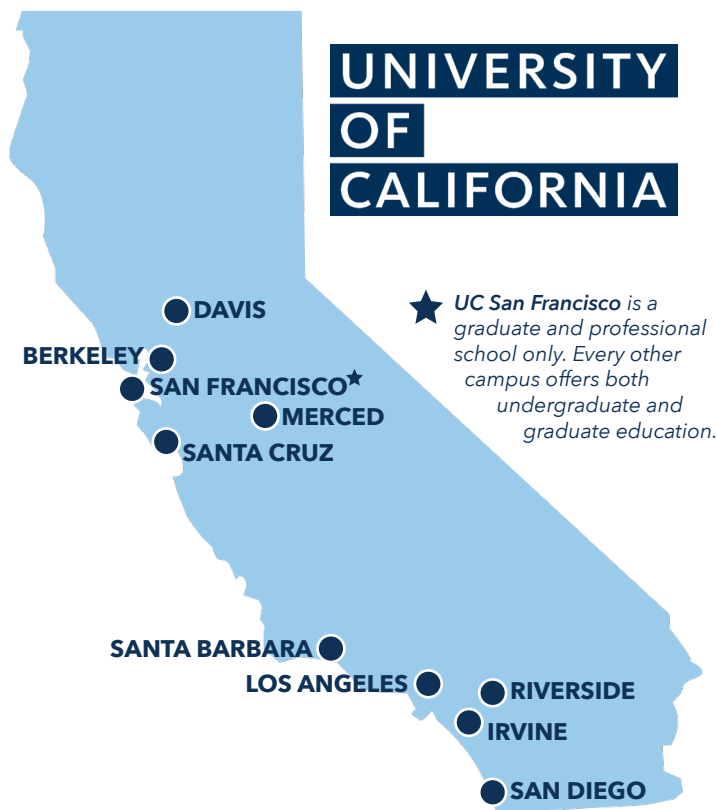 UNIVERSITY
OF
CALIFORNIA
DAVIS
BERKELEY
SAN FRANCISCO★
MERCED
SANTA CRUZ
★ UC San Francisco is a
graduate and professional
school only. Every other
campus offers both
undergraduate and
graduate education.
SANTA BARBARA
LOS ANGELES
RIVERSIDE
IRVINE
SAN DIEGO